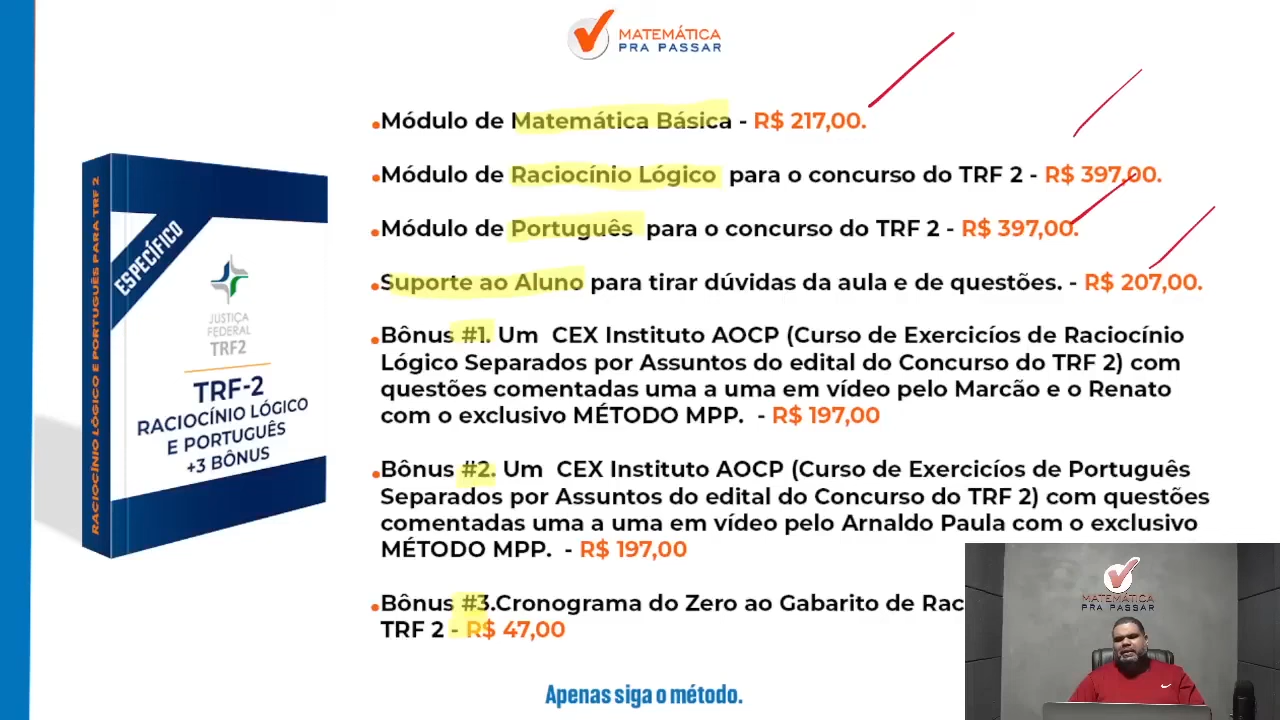 MATEMÁTICA
PRA PASSAR
•Módulo de Matemática Básica - R$ 217,00.
•Módulo de Raciocínio Lógico para o concurso do TRF 2 - R$ 397,00.
•Módulo de Português para o concurso do TRF 2 - R$ 397,00.
•Suporte ao Aluno para tirar dúvidas da aula e de questões. - R$ 207,00.
•Bônus #1. Um CEX Instituto AOCP (Curso de Exercicíos de Raciocínio
Lógico Separados por Assuntos do edital do Concurso do TRF 2) com
questões comentadas uma a uma em vídeo pelo Marcão e o Renato
com o exclusivo MÉTODO MPP. - R$ 197,00
•Bônus #2. Um CEX Instituto AOCP (Curso de Exercicíos de Português
Separados por Assuntos do edital do Concurso do TRF 2) com questões
comentadas uma a uma em vídeo pelo Arnaldo Paula com o exclusivo
MÉTODO MPP. - R$ 197,00
•Bônus #3.Cronograma do Zero ao Gabarito de Rac
TRF 2 - R$ 47,00
Apenas siga o método.
RACIOCÍNIO LÓGICO E PORTUGUÊS PARA TRF 2
ESPECÍFICO
JUSTIÇA
FEDERAL
TRF2
TRF-2
RACIOCÍNIO LÓGICO
E PORTUGUÊS
+3 BÔNUS
MATEMÁTICA
PRA PASSAR